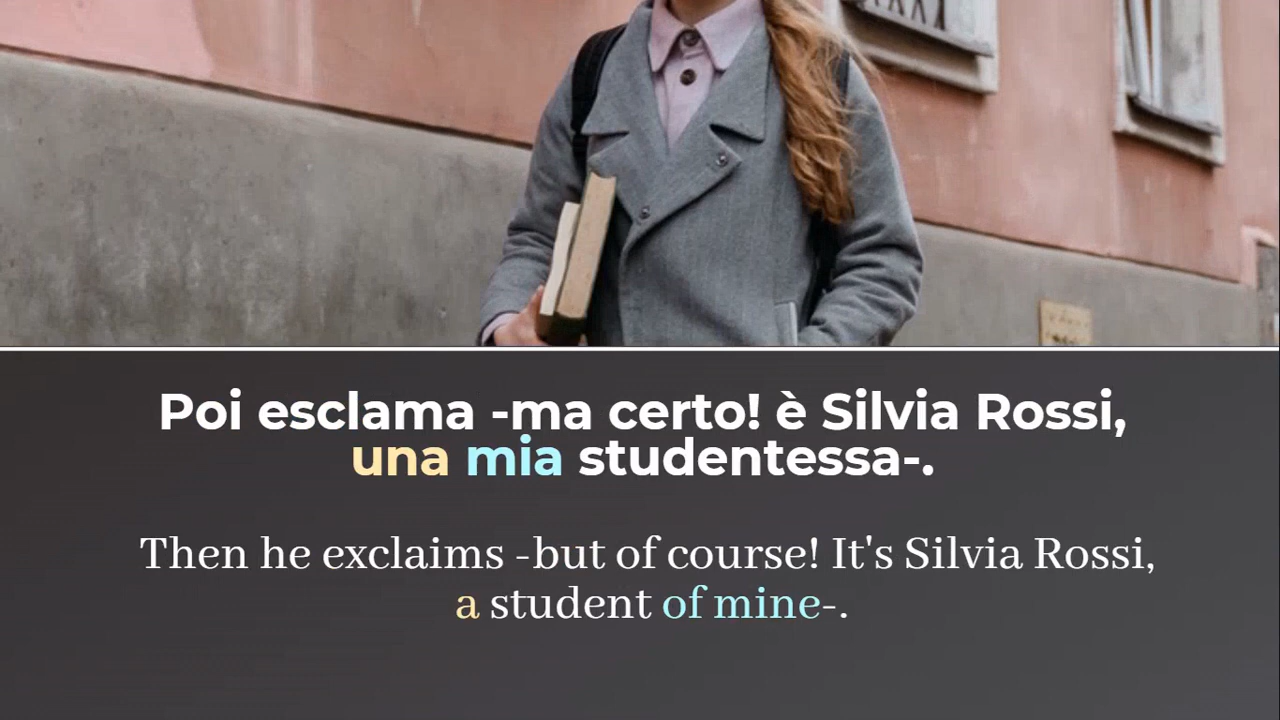 Poi esclama -ma certo! è Silvia Rossi,
una mia studentessa-.
Then he exclaims -but of course! It's Silvia Rossi,
a student of mine-.